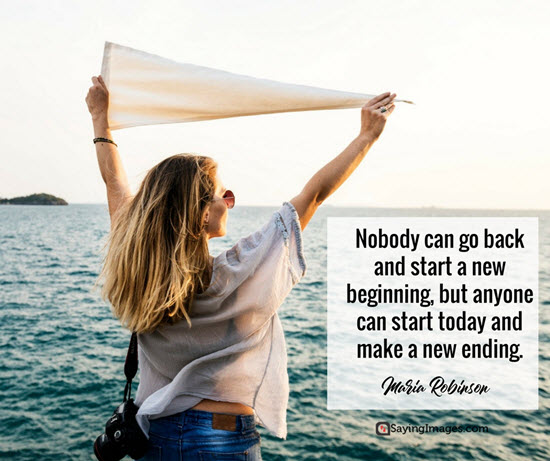 Nobody can go back
and start a new
beginning, but anyone
can start today and
make a new ending.
Maria Robinson
SayingImages.com